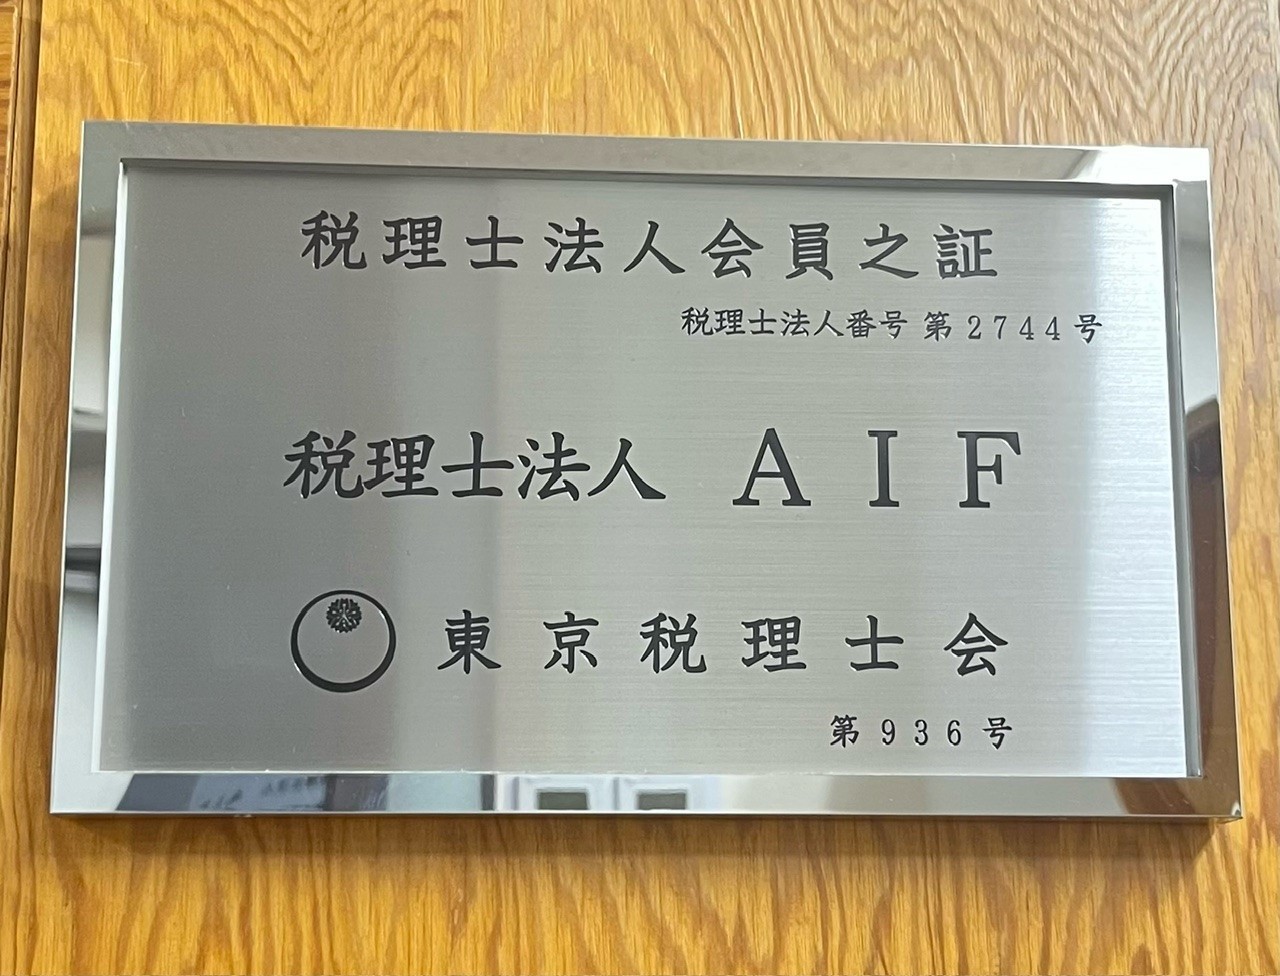 税理士法人会員之証
税理士法人番号 第2744号
税理士法人 AIF
東京税理士会
第936号